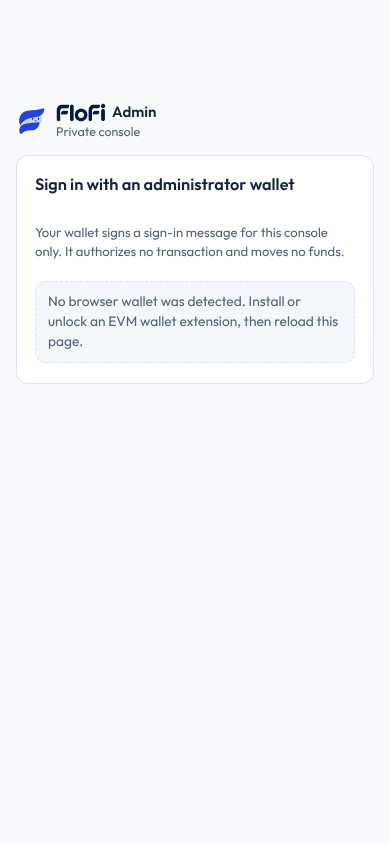 FloFi Admin
Private console
Sign in with an administrator wallet
Your wallet signs a sign-in message for this console
only. It authorizes no transaction and moves no funds.
No browser wallet was detected. Install or
unlock an EVM wallet extension, then reload this
page.